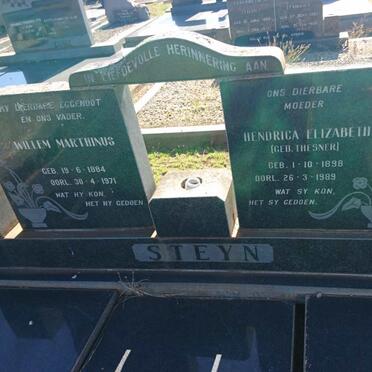 IN LIEFDEVOLLE HERINNERING AAN
MY DIERBARE EGGENOOT
EN ONS VADER.
WILLEM MARTHINUS
GEB. 19-6-1884
OORL. 30-4-1971
WAT HY KON,
HET HY GEDOEN.
ONS DIERBARE
MOEDER
HENDRICA ELIZABETH
(GEB. THESNER)
GEB. 1-10-1898
OORL. 26-3-1989
WAT SY KON,
HET SY GEDOEN.
STEYN